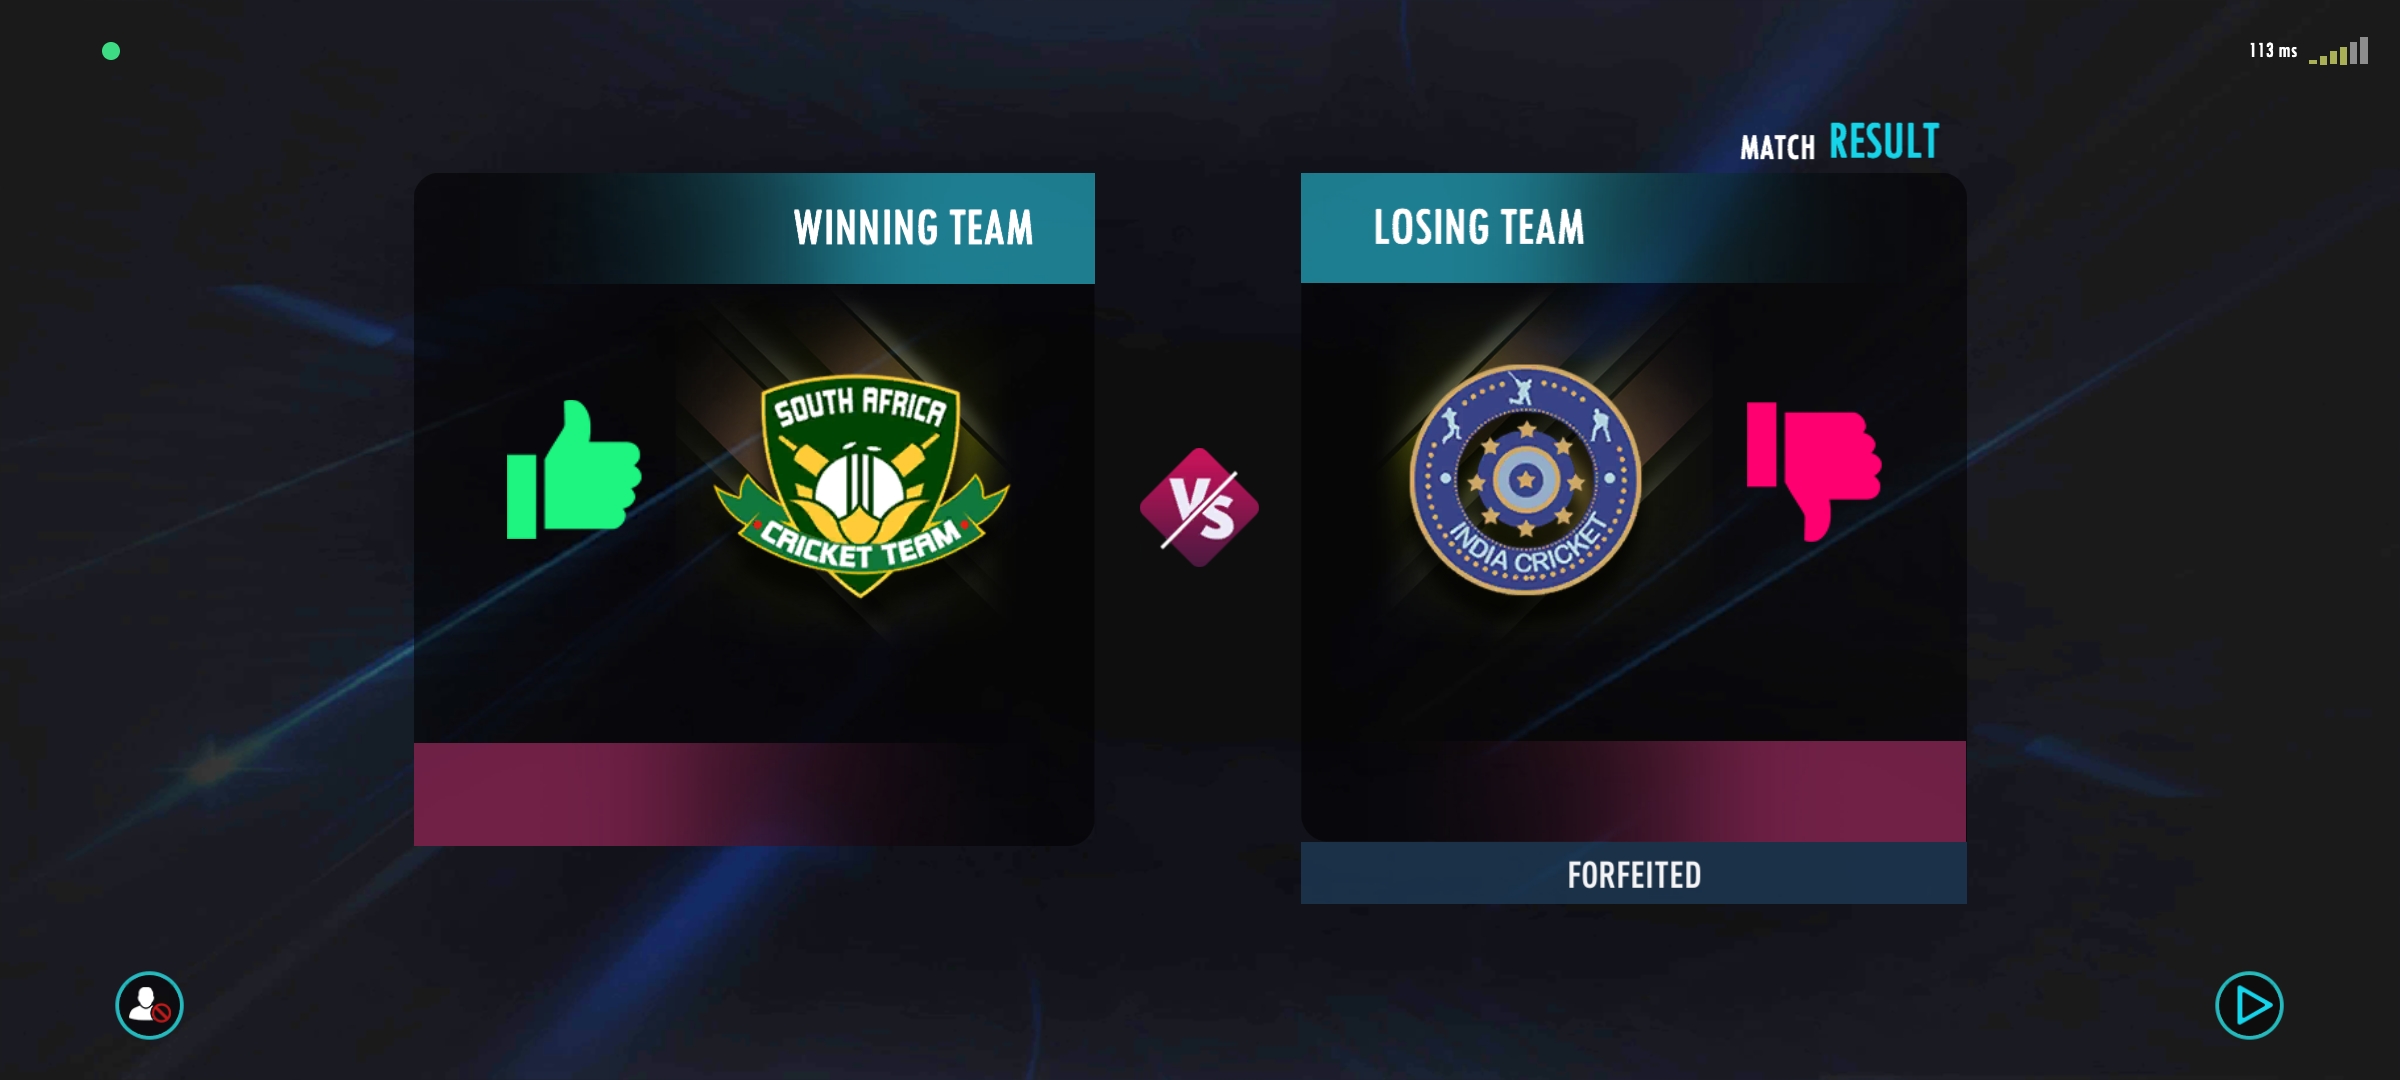 113 ms
MATCH RESULT
WINNING TEAM
LOSING TEAM
SOUTH AFRICA
CRICKET TEAM
VS
INDIA CRICKET
FORFEITED